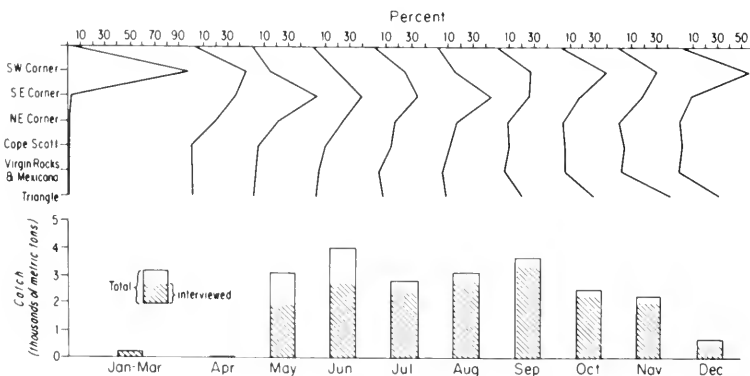 Percent
10 30 50 70 90 10 30 10 30 10 30 10 30 10 30 10 30 10 30 10 30 10 30 50
SW Corner
SE Corner
NE Corner
Cape Scott
Virgin Rocks
& Mexicana
Triangle
Catch
(thousands of metric tons)
5
4
3
2
1
0
Total
interviewed
Jan-Mar Apr May Jun Jul Aug Sep Oct Nov Dec